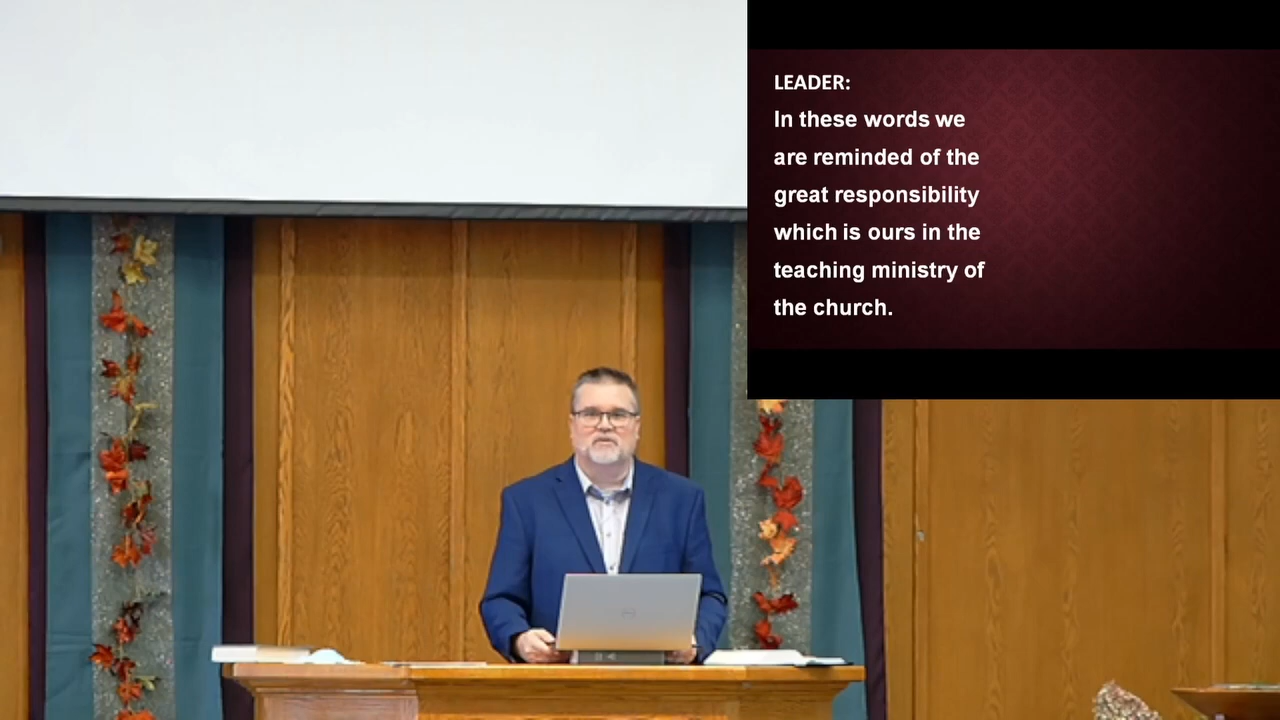 LEADER:
In these words we
are reminded of the
great responsibility
which is ours in the
teaching ministry of
the church.